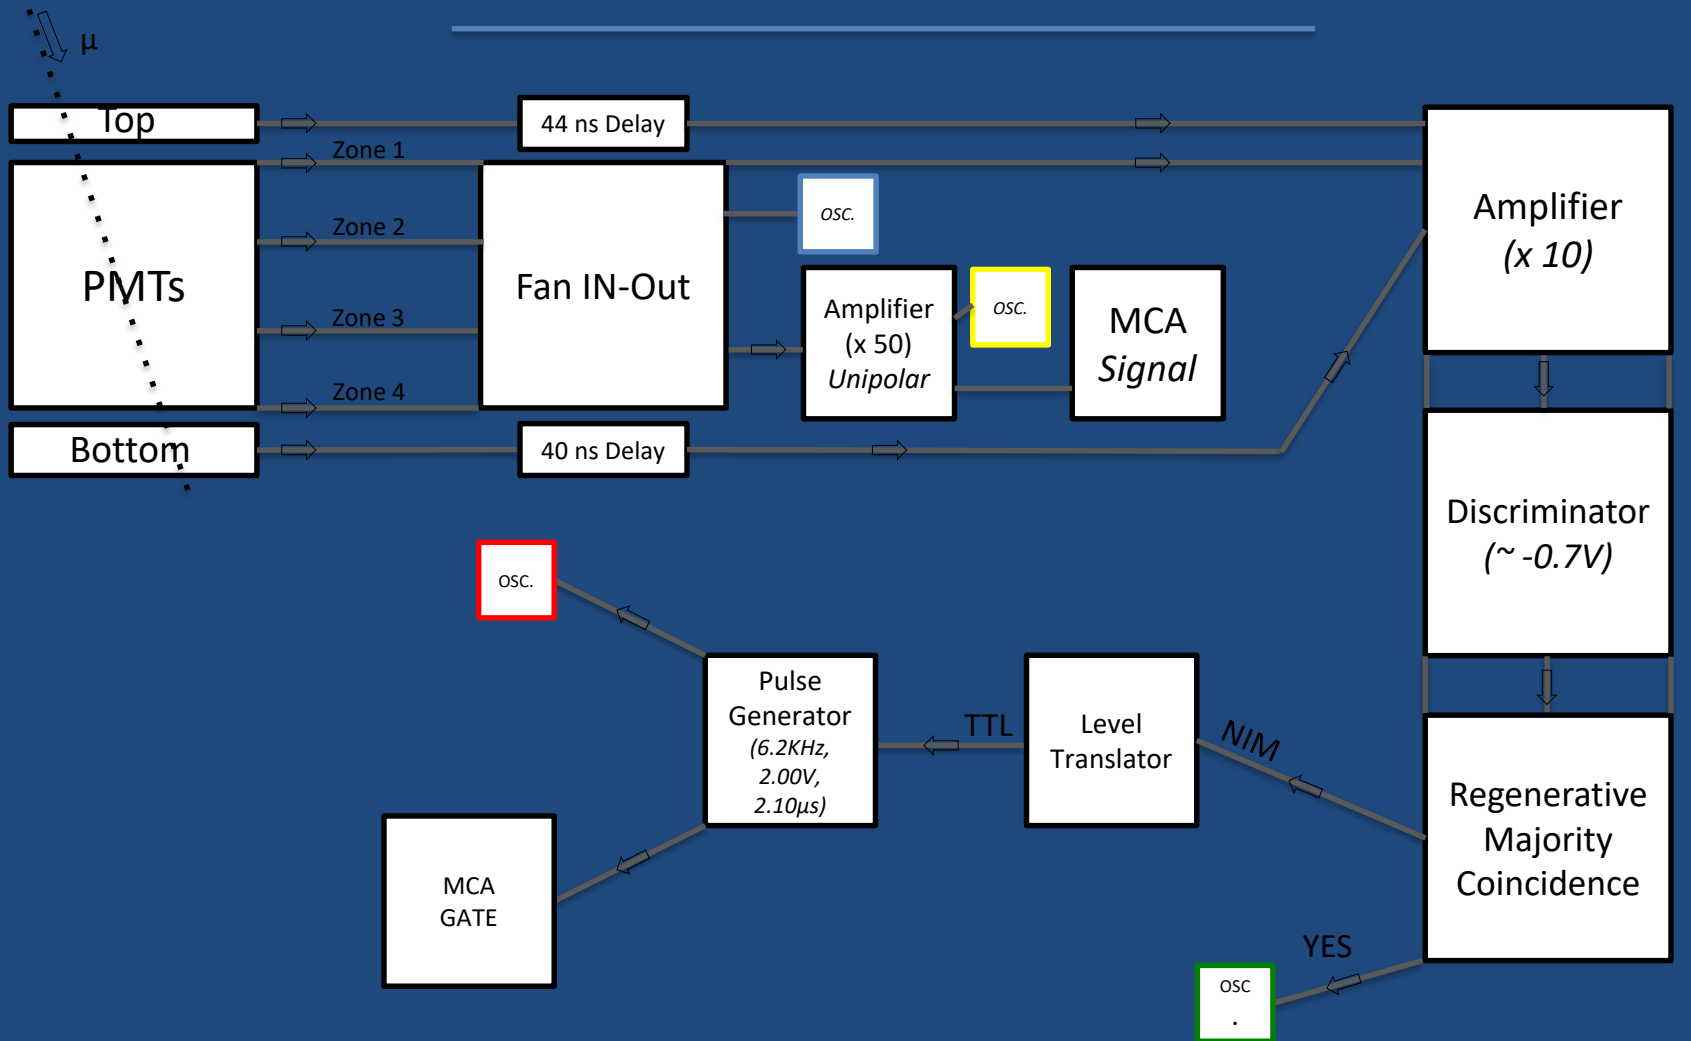 μ
Top
44 ns Delay
Zone 1
Zone 2
Zone 3
Zone 4
PMTs
Fan IN-Out
OSC.
Amplifier
(x 50)
Unipolar
OSC.
MCA
Signal
Amplifier
(x 10)
Bottom
40 ns Delay
Discriminator
(~ -0.7V)
OSC.
Pulse
Generator
(6.2KHz,
2.00V,
2.10μs)
TTL
Level
Translator
NIM
Regenerative
Majority
Coincidence
MCA
GATE
YES
OSC
.